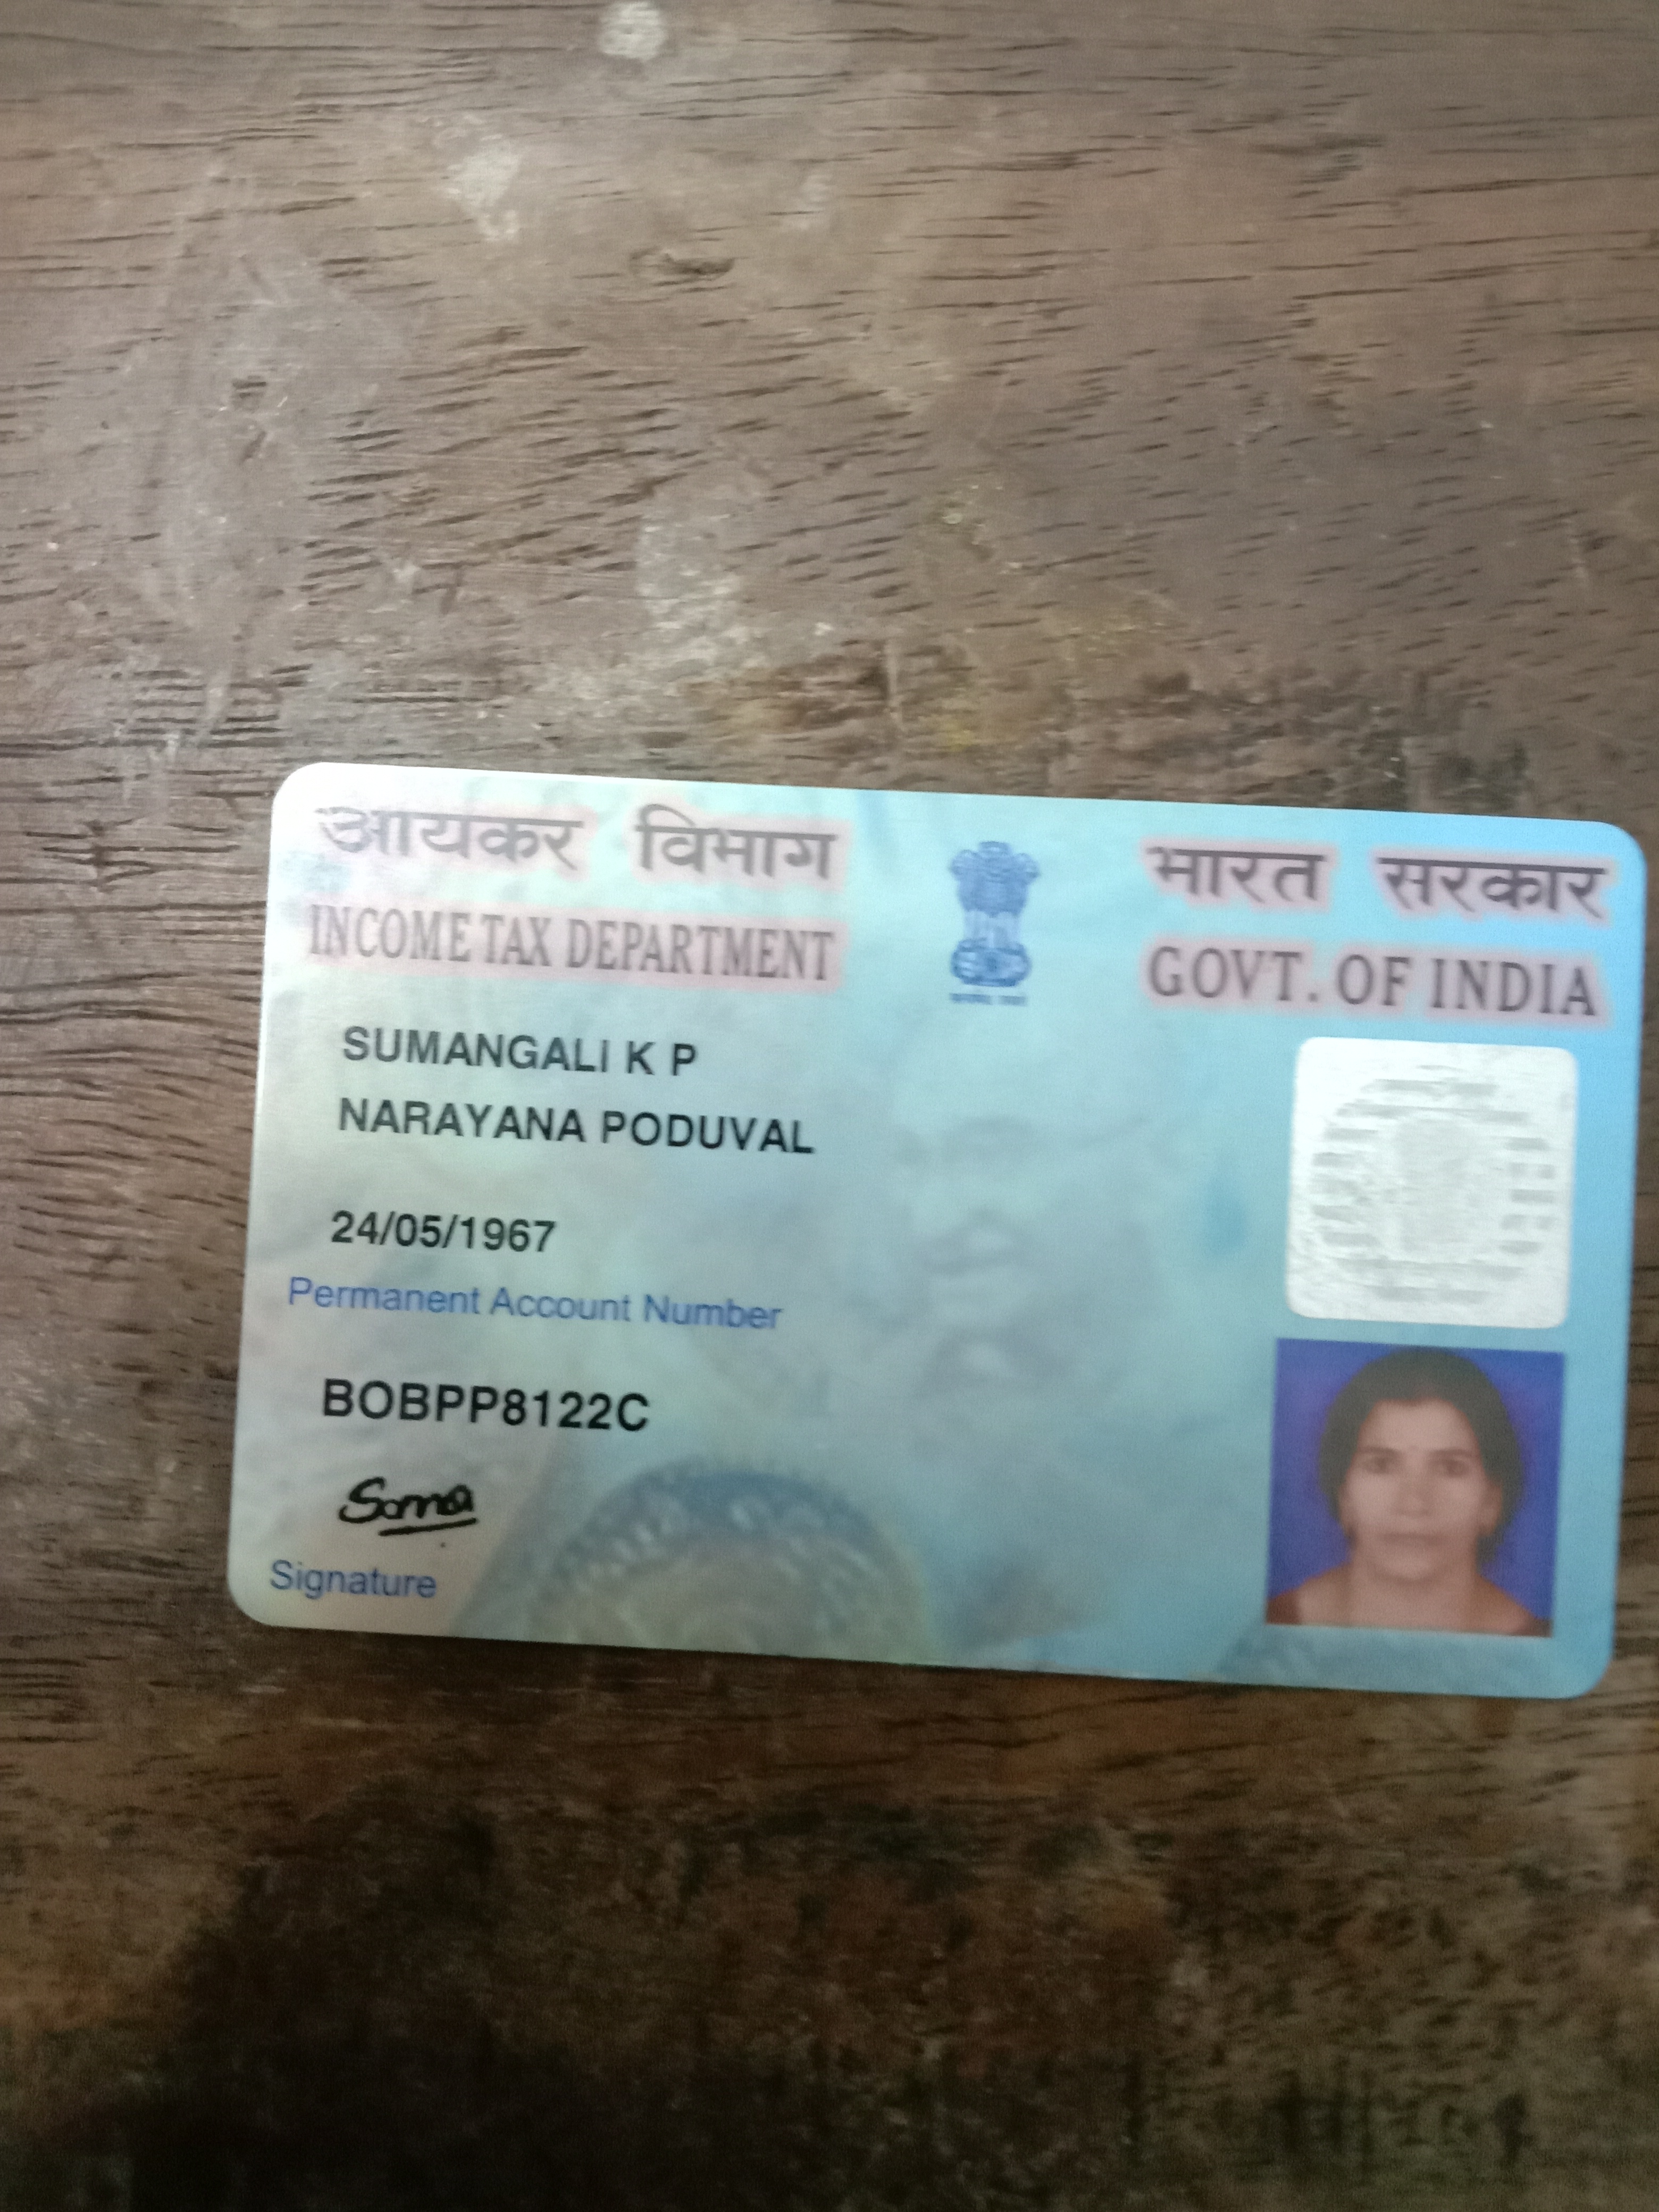 आयकर विभाग
INCOME TAX DEPARTMENT
भारत सरकार
GOVT. OF INDIA
SUMANGALI K P
NARAYANA PODUVAL
24/05/1967
Permanent Account Number
BOBPP8122C
Signature